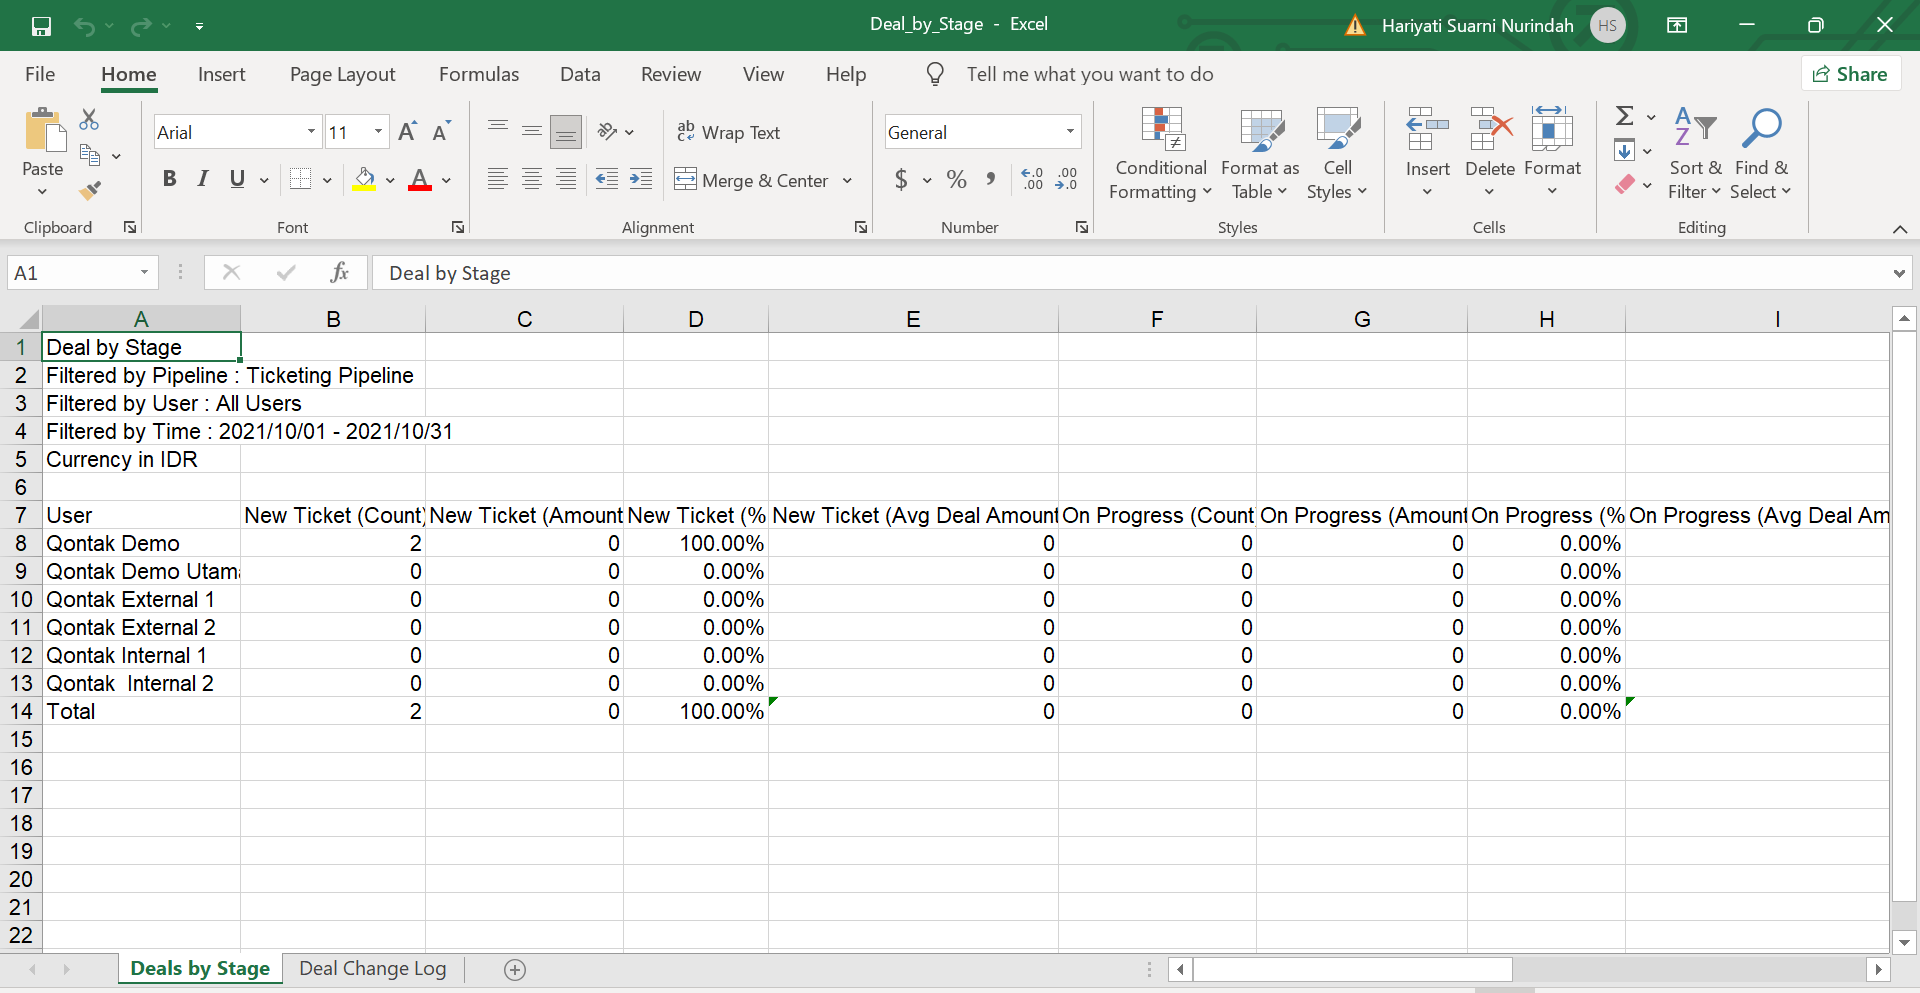 Deal_by_Stage - Excel
Hariyati Suarni Nurindah HS
File Home Insert Page Layout Formulas Data Review View Help Tell me what you want to do Share
Paste
Clipboard
Arial 11 A A
B I U A
Font
ab c Wrap Text
Merge & Center
Alignment
General
$ % , .0 .00 .00 .0
Number
Conditional Formatting
Format as Table
Cell Styles
Styles
Insert Delete Format
Cells
Σ
A Z
Sort & Filter
Find & Select
Editing
A1 fx Deal by Stage
A B C D E F G H I
1 Deal by Stage
2 Filtered by Pipeline : Ticketing Pipeline
3 Filtered by User : All Users
4 Filtered by Time : 2021/10/01 - 2021/10/31
5 Currency in IDR
6
7 User New Ticket (Count) New Ticket (Amount New Ticket (% New Ticket (Avg Deal Amount On Progress (Count On Progress (Amount On Progress (% On Progress (Avg Deal Am
8 Qontak Demo 2 0 100.00% 0 0 0 0.00%
9 Qontak Demo Utam 0 0 0.00% 0 0 0 0.00%
10 Qontak External 1 0 0 0.00% 0 0 0 0.00%
11 Qontak External 2 0 0 0.00% 0 0 0 0.00%
12 Qontak Internal 1 0 0 0.00% 0 0 0 0.00%
13 Qontak  Internal 2 0 0 0.00% 0 0 0 0.00%
14 Total 2 0 100.00% 0 0 0 0.00%
15
16
17
18
19
20
21
22
Deals by Stage Deal Change Log